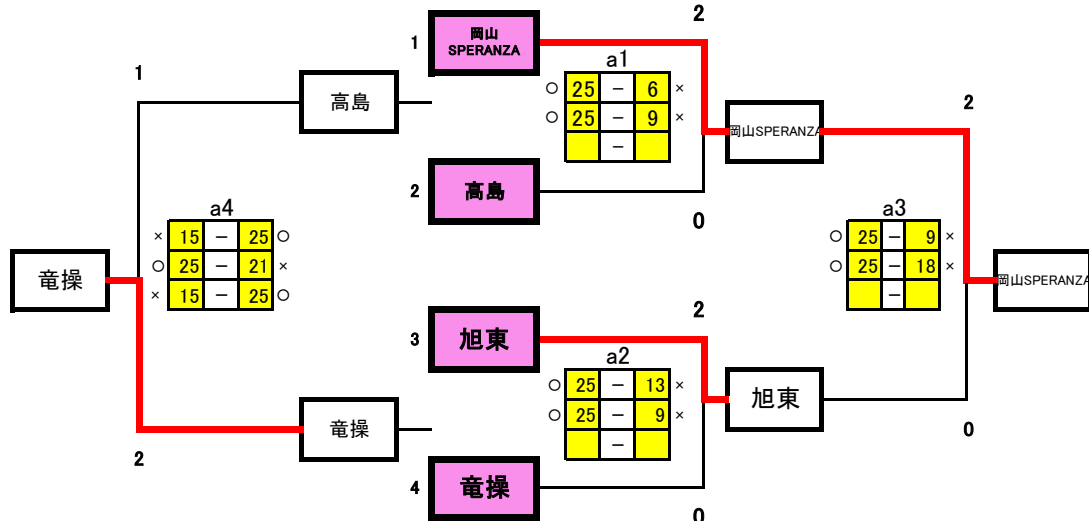 1
岡山
SPERANZA
2
a1
○ 25 － 6 ×
○ 25 － 9 ×
－
2
高島
0
岡山SPERANZA
2
1
高島
a4
× 15 － 25 ○
○ 25 － 21 ×
× 15 － 25 ○
竜操
竜操
2
a3
○ 25 － 9 ×
○ 25 － 18 ×
－
岡山SPERANZA
0
3
旭東
2
a2
○ 25 － 13 ×
○ 25 － 9 ×
－
旭東
4
竜操
0